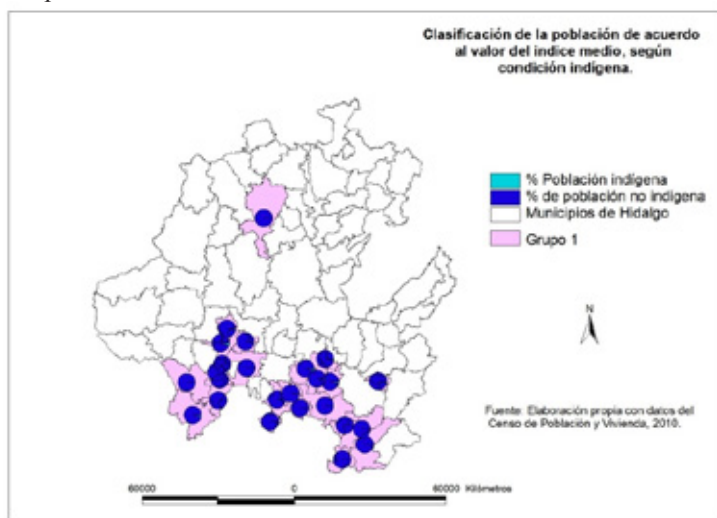 Clasificación de la población de acuerdo
al valor del indice medio, según
condición indígena.
% Población indígena
% de población no indigena
Municipios de Hidalgo
Grupo 1
N
Fuente: Elaboración propia con datos del
Censo de Población y Vivienda, 2010.
60000 0 60000 Kilómetros